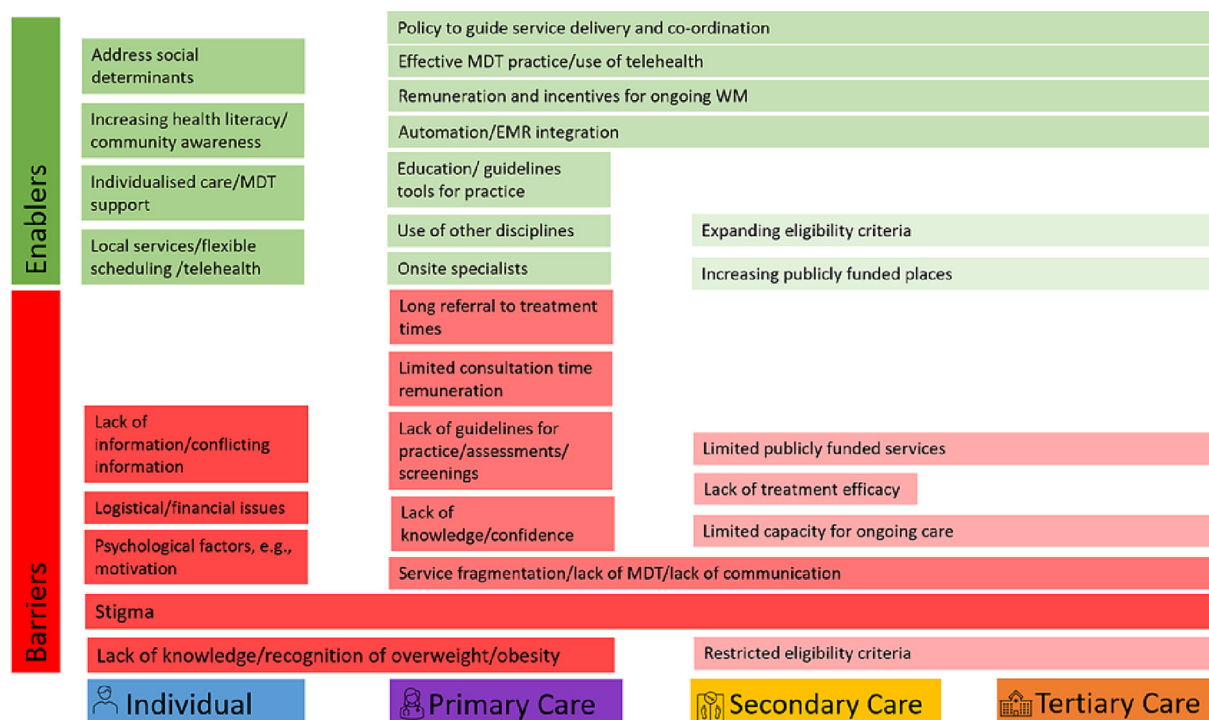 Enablers
Address social
determinants
Increasing health literacy/
community awareness
Individualised care/MDT
support
Local services/flexible
scheduling /telehealth
Policy to guide service delivery and co-ordination
Effective MDT practice/use of telehealth
Remuneration and incentives for ongoing WM
Automation/EMR integration
Education/ guidelines
tools for practice
Use of other disciplines
Onsite specialists
Expanding eligibility criteria
Increasing publicly funded places
Barriers
Lack of
information/conflicting
information
Logistical/financial issues
Psychological factors, e.g.,
motivation
Long referral to treatment
times
Limited consultation time
remuneration
Lack of guidelines for
practice/assessments/
screenings
Lack of
knowledge/confidence
Limited publicly funded services
Lack of treatment efficacy
Limited capacity for ongoing care
Service fragmentation/lack of MDT/lack of communication
Stigma
Lack of knowledge/recognition of overweight/obesity
Restricted eligibility criteria
Individual
Primary Care
Secondary Care
Tertiary Care